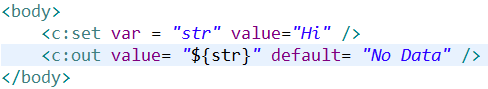 <body>
<c:set var = "str" value="Hi" />
<c:out value= "${str}" default= "No Data" />
</body>